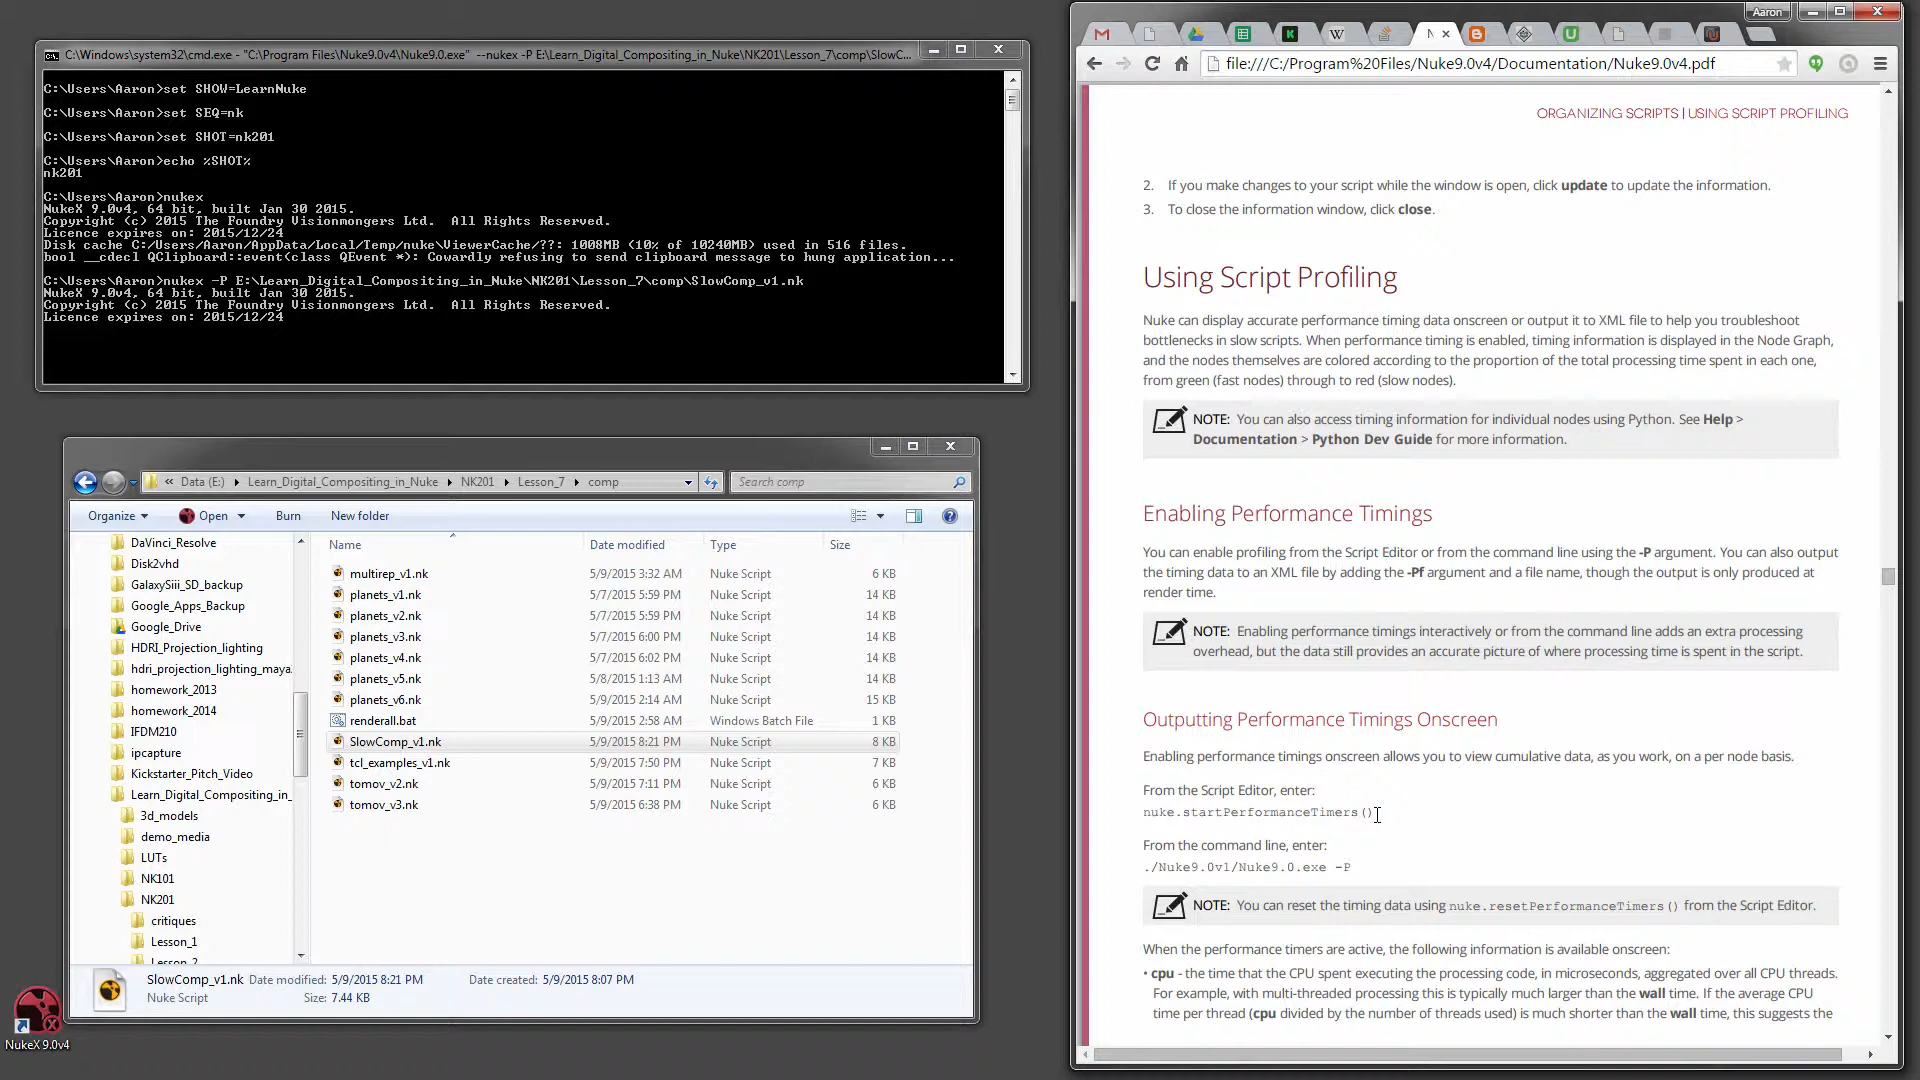 C:\Windows\system32\cmd.exe - "C:\Program Files/Nuke9.0v4/Nuke9.0.exe" --nukex -P E:\Learn_Digital_Compositing_in_Nuke\NK201\Lesson_7\comp\SlowC...
C:\Users\Aaron>set SHOW=LearnNuke
C:\Users\Aaron>set SEQ=nk
C:\Users\Aaron>set SHOT=nk201
C:\Users\Aaron>echo %SHOT%
nk201
C:\Users\Aaron>nukex
NukeX 9.0v4, 64 bit, built Jan 30 2015.
Copyright (c) 2015 The Foundry Visionmongers Ltd.  All Rights Reserved.
Licence expires on: 2015/12/24
Disk cache C:/Users/Aaron/AppData/Local/Temp/nuke\ViewerCache/??: 1008MB (10% of 10240MB) used in 516 files.
bool __cdecl QClipboard::event(class QEvent *): Cowardly refusing to send clipboard message to hung application...
C:\Users\Aaron>nukex -P E:\Learn_Digital_Compositing_in_Nuke\NK201\Lesson_7\comp\SlowComp_v1.nk
NukeX 9.0v4, 64 bit, built Jan 30 2015.
Copyright (c) 2015 The Foundry Visionmongers Ltd.  All Rights Reserved.
Licence expires on: 2015/12/24
« Data (E:) Learn_Digital_Compositing_in_Nuke NK201 Lesson_7 comp Search comp
Organize Open Burn New folder
Name Date modified Type Size
DaVinci_Resolve
Disk2vhd
GalaxySiii_SD_backup
Google_Apps_Backup
Google_Drive
HDRI_Projection_lighting
hdri_projection_lighting_maya
homework_2013
homework_2014
IFDM210
ipcapture
Kickstarter_Pitch_Video
Learn_Digital_Compositing_in_
3d_models
demo_media
LUTs
NK101
NK201
critiques
Lesson_1
Lesson_2
multirep_v1.nk 5/9/2015 3:32 AM Nuke Script 6 KB
planets_v1.nk 5/7/2015 5:59 PM Nuke Script 14 KB
planets_v2.nk 5/7/2015 5:59 PM Nuke Script 14 KB
planets_v3.nk 5/7/2015 6:00 PM Nuke Script 14 KB
planets_v4.nk 5/7/2015 6:02 PM Nuke Script 14 KB
planets_v5.nk 5/8/2015 1:13 AM Nuke Script 14 KB
planets_v6.nk 5/9/2015 2:14 AM Nuke Script 15 KB
renderall.bat 5/9/2015 2:58 AM Windows Batch File 1 KB
SlowComp_v1.nk 5/9/2015 8:21 PM Nuke Script 8 KB
tcl_examples_v1.nk 5/9/2015 7:50 PM Nuke Script 7 KB
tomov_v2.nk 5/9/2015 7:11 PM Nuke Script 6 KB
tomov_v3.nk 5/9/2015 6:38 PM Nuke Script 6 KB
SlowComp_v1.nk Date modified: 5/9/2015 8:21 PM Date created: 5/9/2015 8:07 PM
Nuke Script Size: 7.44 KB
NukeX 9.0v4
Aaron
N
file:///C:/Program%20Files/Nuke9.0v4/Documentation/Nuke9.0v4.pdf
ORGANIZING SCRIPTS | USING SCRIPT PROFILING
2. If you make changes to your script while the window is open, click update to update the information.
3. To close the information window, click close.
Using Script Profiling
Nuke can display accurate performance timing data onscreen or output it to XML file to help you troubleshoot
bottlenecks in slow scripts. When performance timing is enabled, timing information is displayed in the Node Graph,
and the nodes themselves are colored according to the proportion of the total processing time spent in each one,
from green (fast nodes) through to red (slow nodes).
NOTE: You can also access timing information for individual nodes using Python. See Help >
Documentation > Python Dev Guide for more information.
Enabling Performance Timings
You can enable profiling from the Script Editor or from the command line using the -P argument. You can also output
the timing data to an XML file by adding the -Pf argument and a file name, though the output is only produced at
render time.
NOTE: Enabling performance timings interactively or from the command line adds an extra processing
overhead, but the data still provides an accurate picture of where processing time is spent in the script.
Outputting Performance Timings Onscreen
Enabling performance timings onscreen allows you to view cumulative data, as you work, on a per node basis.
From the Script Editor, enter:
nuke.startPerformanceTimers()
From the command line, enter:
./Nuke9.0v1/Nuke9.0.exe -P
NOTE: You can reset the timing data using nuke.resetPerformanceTimers() from the Script Editor.
When the performance timers are active, the following information is available onscreen:
• cpu - the time that the CPU spent executing the processing code, in microseconds, aggregated over all CPU threads.
For example, with multi-threaded processing this is typically much larger than the wall time. If the average CPU
time per thread (cpu divided by the number of threads used) is much shorter than the wall time, this suggests the